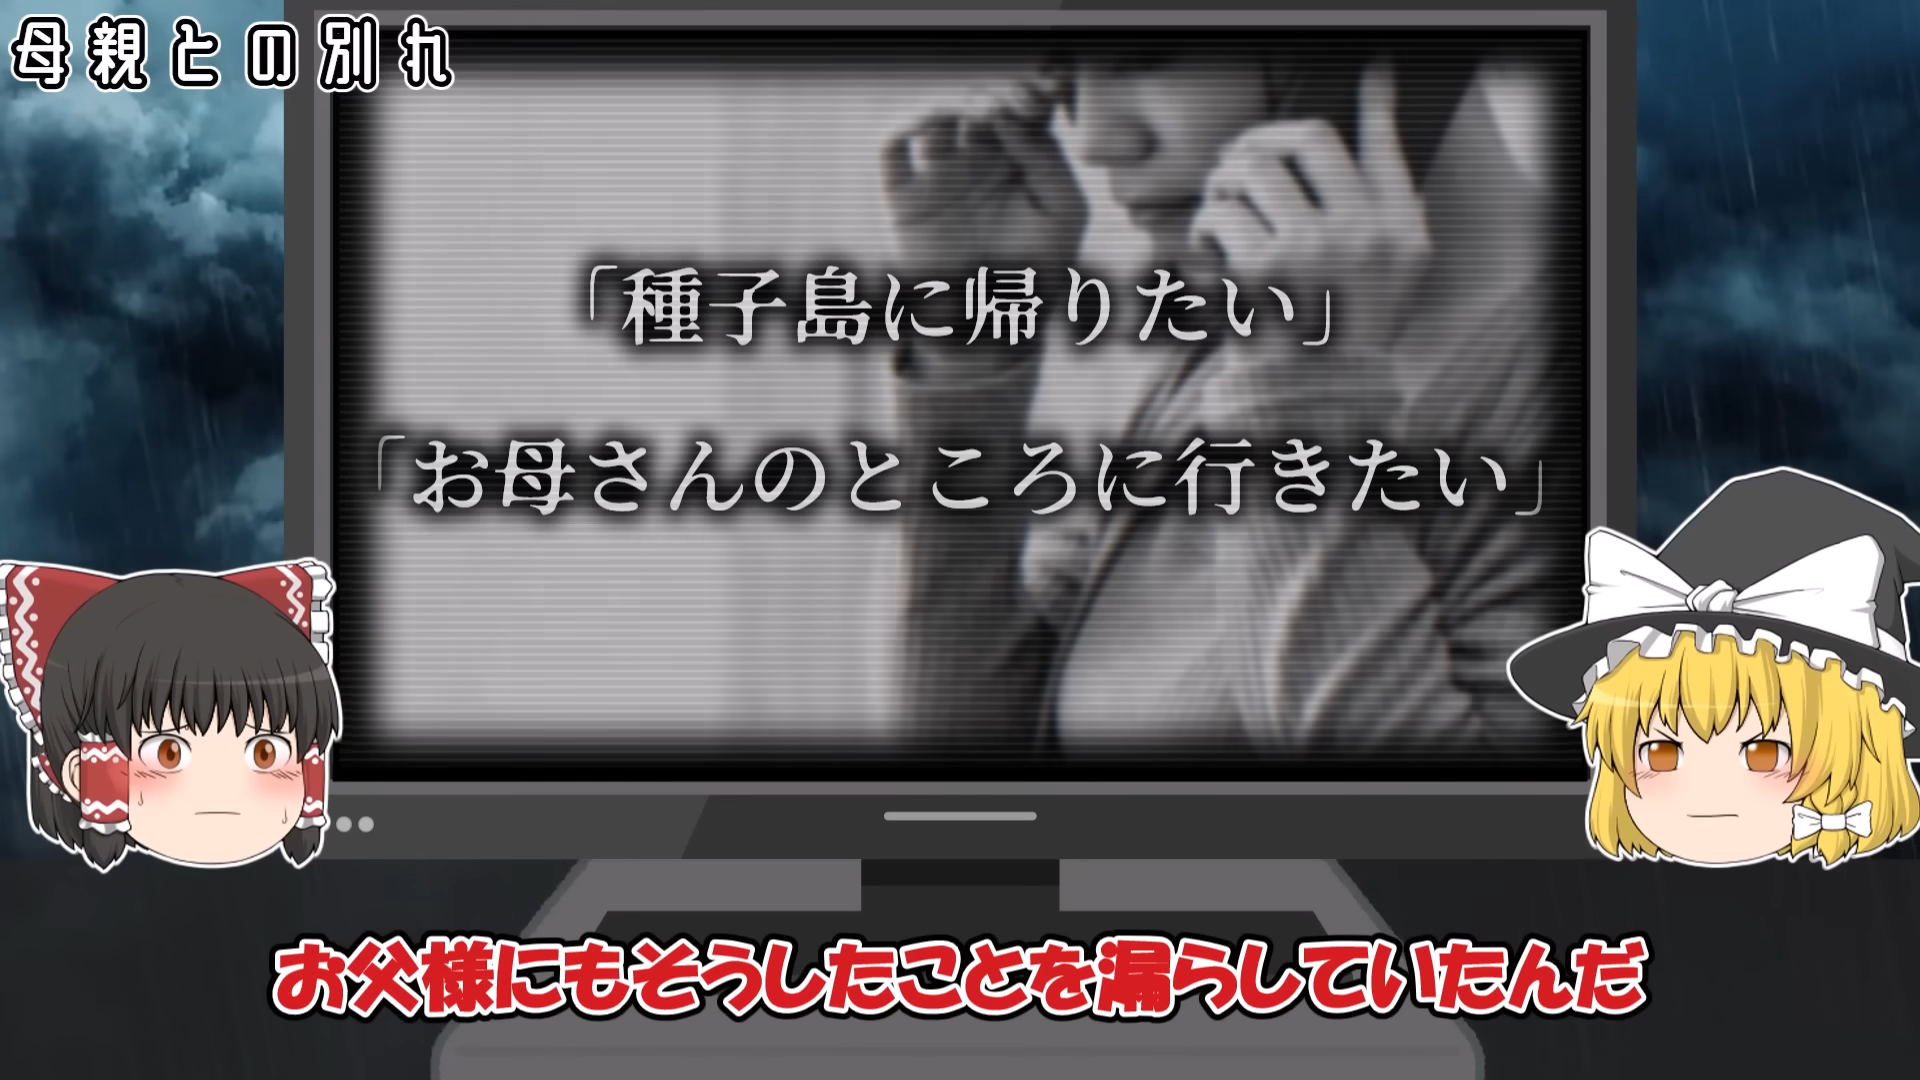 母親との別れ
「種子島に帰りたい」
「お母さんのところに行きたい」
お父様にもそうしたことを漏らしていたんだ